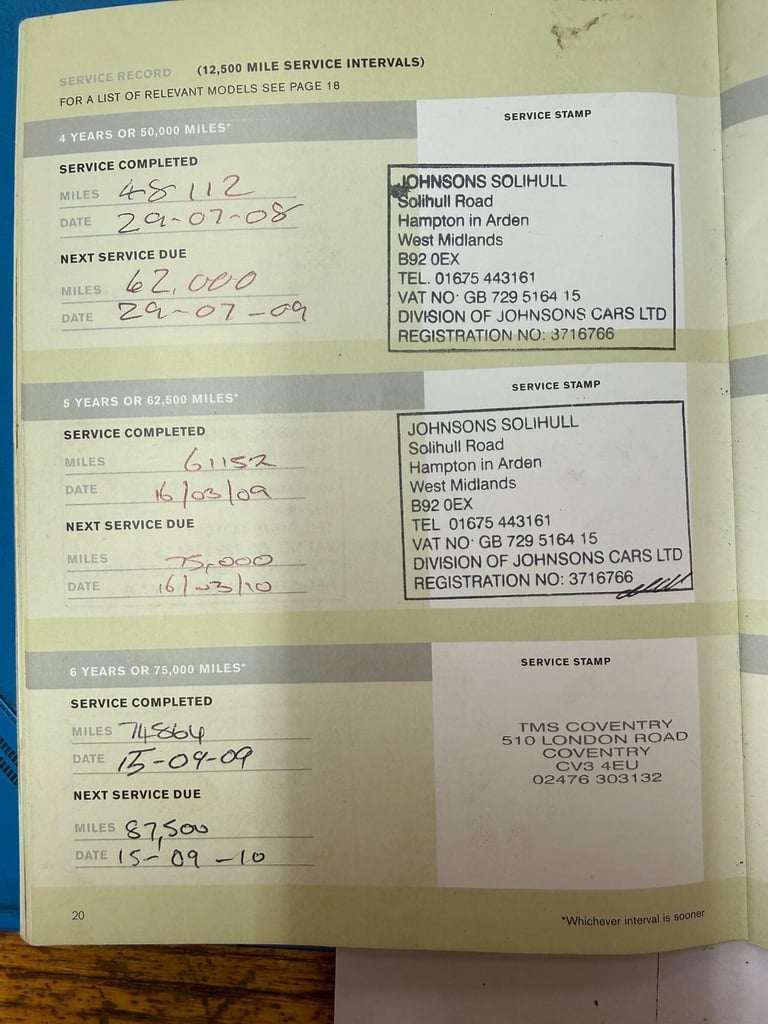 SERVICE RECORD (12,500 MILE SERVICE INTERVALS)
FOR A LIST OF RELEVANT MODELS SEE PAGE 18
4 YEARS OR 50,000 MILES*
SERVICE STAMP
SERVICE COMPLETED
MILES 48112
DATE 29-07-08
NEXT SERVICE DUE
MILES 62,000
DATE 29-07-09
JOHNSONS SOLIHULL
Solihull Road
Hampton in Arden
West Midlands
B92 0EX
TEL. 01675 443161
VAT NO· GB 729 5164 15
DIVISION OF JOHNSONS CARS LTD
REGISTRATION NO: 3716766
5 YEARS OR 62,500 MILES*
SERVICE STAMP
SERVICE COMPLETED
MILES 61152
DATE 16/03/09
NEXT SERVICE DUE
MILES 75,000
DATE 16/03/10
JOHNSONS SOLIHULL
Solihull Road
Hampton in Arden
West Midlands
B92 0EX
TEL 01675 443161
VAT NO· GB 729 5164 15
DIVISION OF JOHNSONS CARS LTD
REGISTRATION NO: 3716766
6 YEARS OR 75,000 MILES*
SERVICE STAMP
SERVICE COMPLETED
MILES 74864
DATE 15-09-09
NEXT SERVICE DUE
MILES 87,500
DATE 15-09-10
TMS COVENTRY
510 LONDON ROAD
COVENTRY
CV3 4EU
02476 303132
20
*Whichever interval is sooner